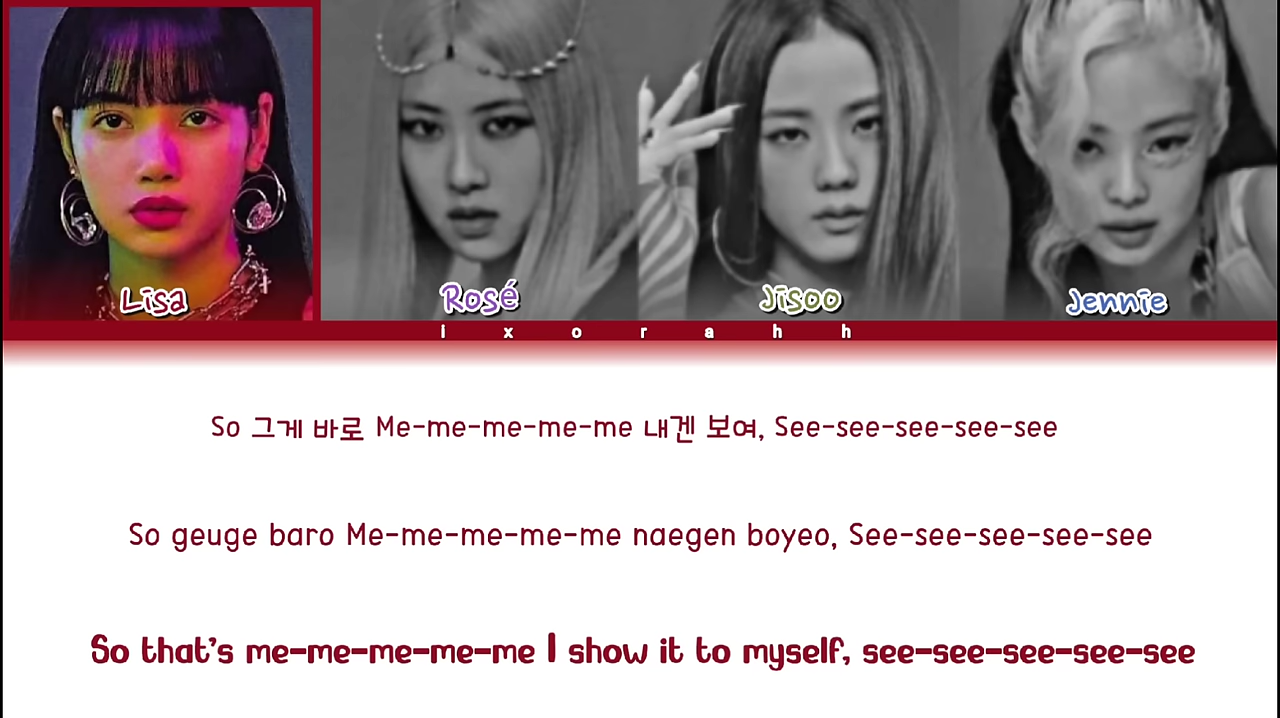 Lisa Rosé Jisoo Jennie
ixorahh
So 그게 바로 Me-me-me-me-me 내겐 보여, See-see-see-see-see
So geuge baro Me-me-me-me-me naegen boyeo, See-see-see-see-see
So that's me-me-me-me-me I show it to myself, see-see-see-see-see